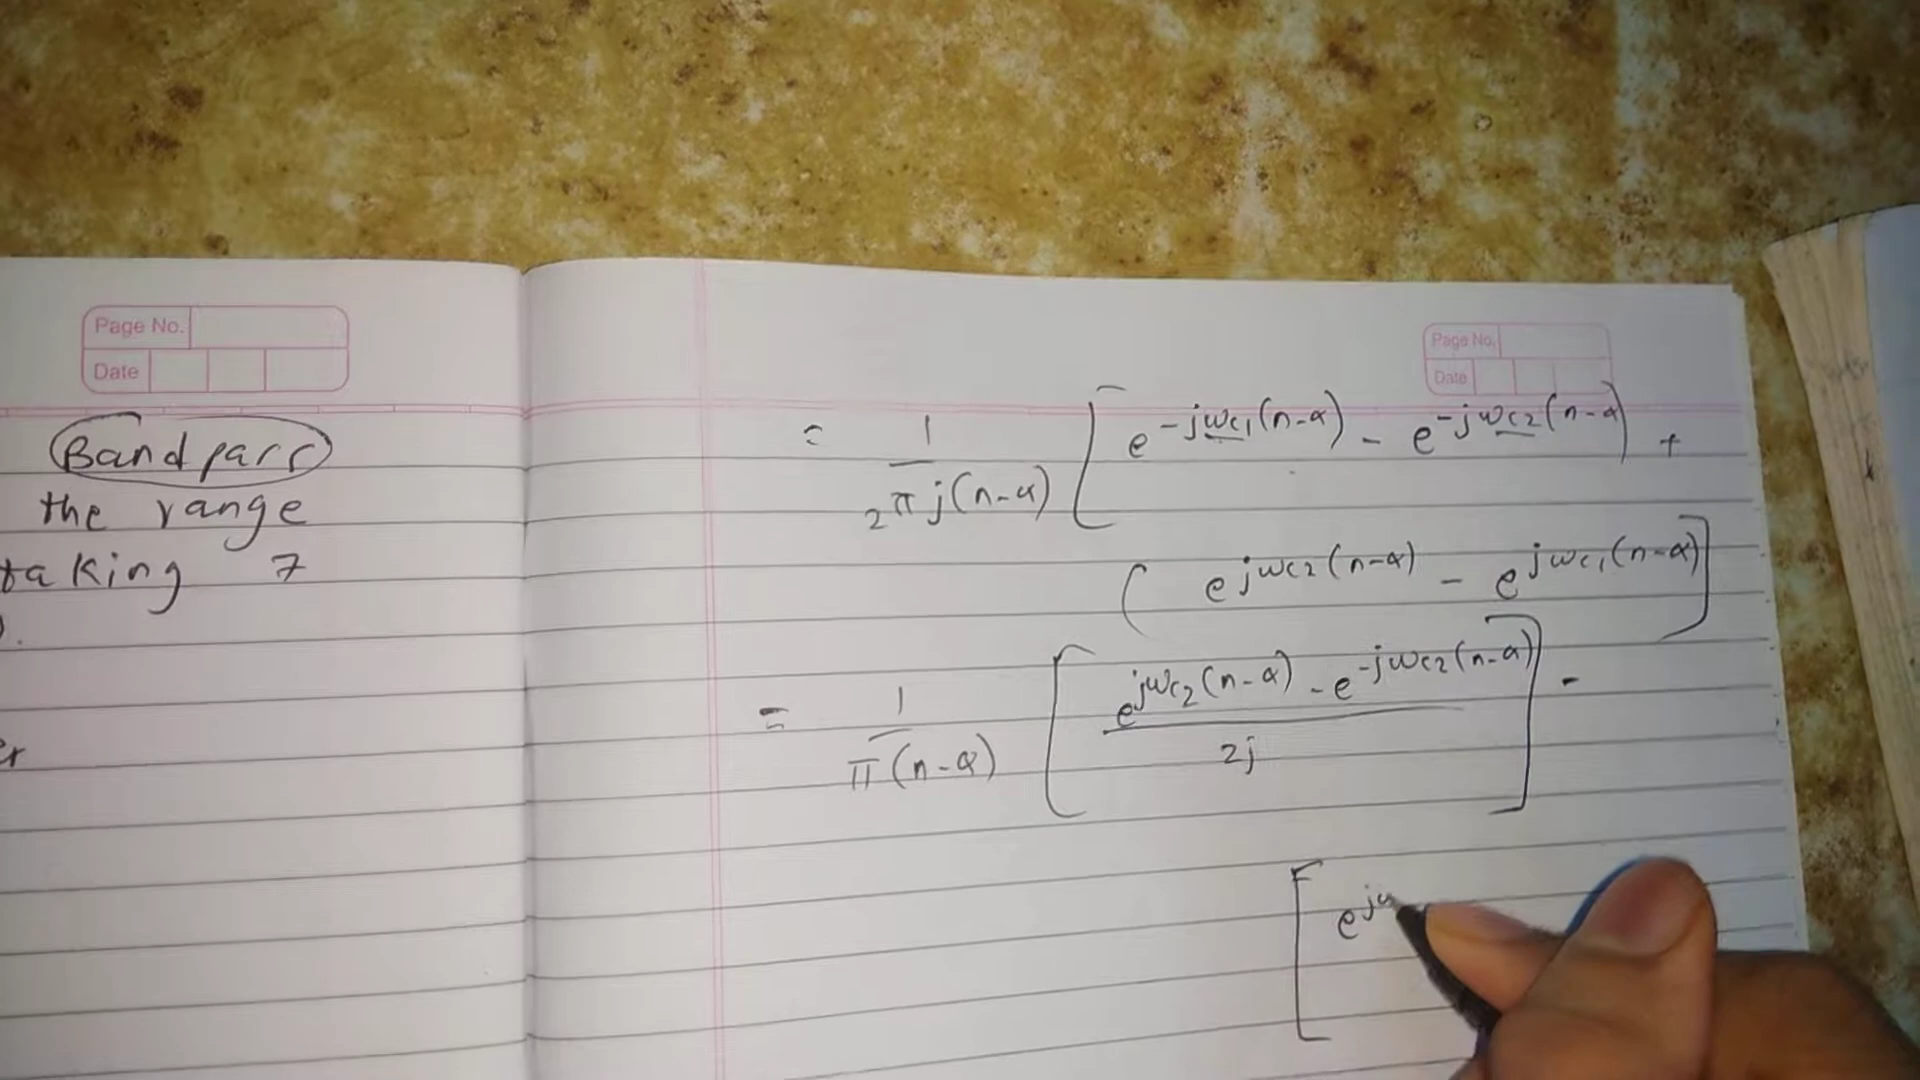 Page No.
Date
Band pass
the range
taking 7
Page No.
Date
= 1 / 2πj(n-α) [ e^{-jωc1(n-α)} - e^{-jωc2(n-α)} +
( e^{jωc2(n-α)} - e^{jωc1(n-α)} ]
= 1 / π(n-α) [ e^{jωc2(n-α)} - e^{-jωc2(n-α)} / 2j ] -
[ e^{jω